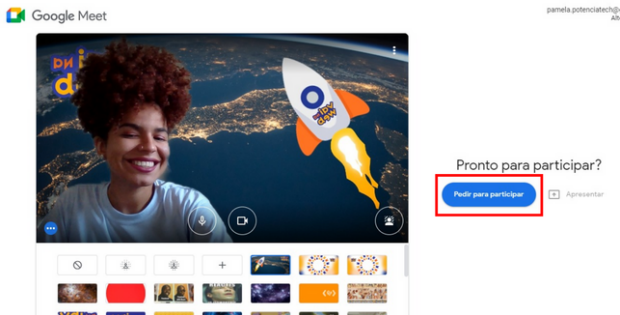 Google Meet
pamela.potenciatech@
Pronto para participar?
Pedir para participar
Apresentar